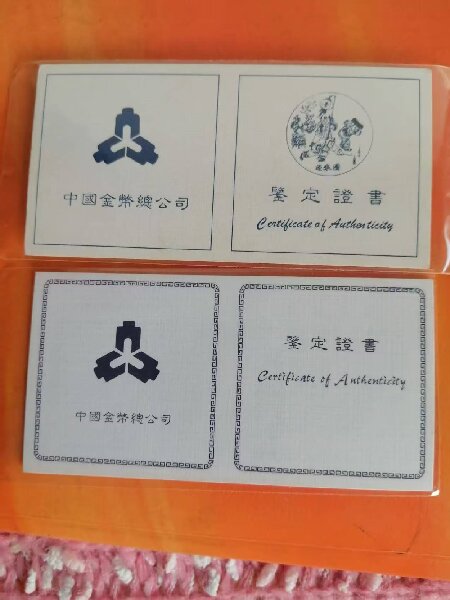 中國金幣總公司
鑒定證書
Certificate of Authenticity
中國金幣總公司
鑒定證書
Certificate of Authenticity